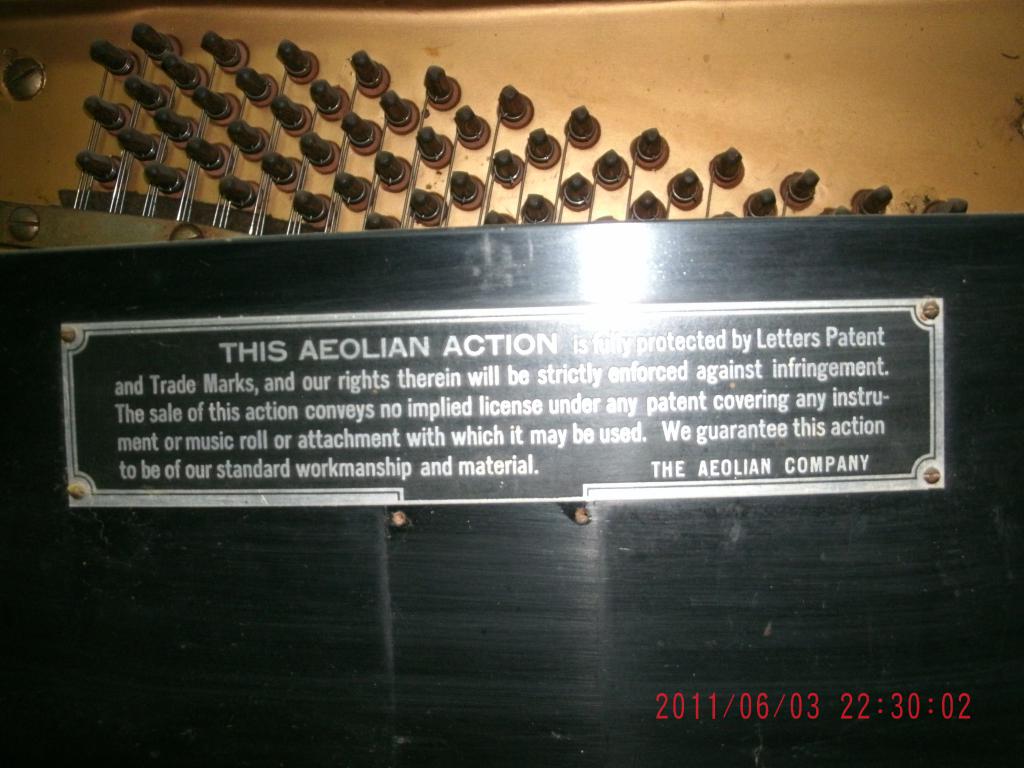 THIS AEOLIAN ACTION is fully protected by Letters Patent
and Trade Marks, and our rights therein will be strictly enforced against infringement.
The sale of this action conveys no implied license under any patent covering any instru-
ment or music roll or attachment with which it may be used. We guarantee this action
to be of our standard workmanship and material. THE AEOLIAN COMPANY
2011/06/03 22:30:02